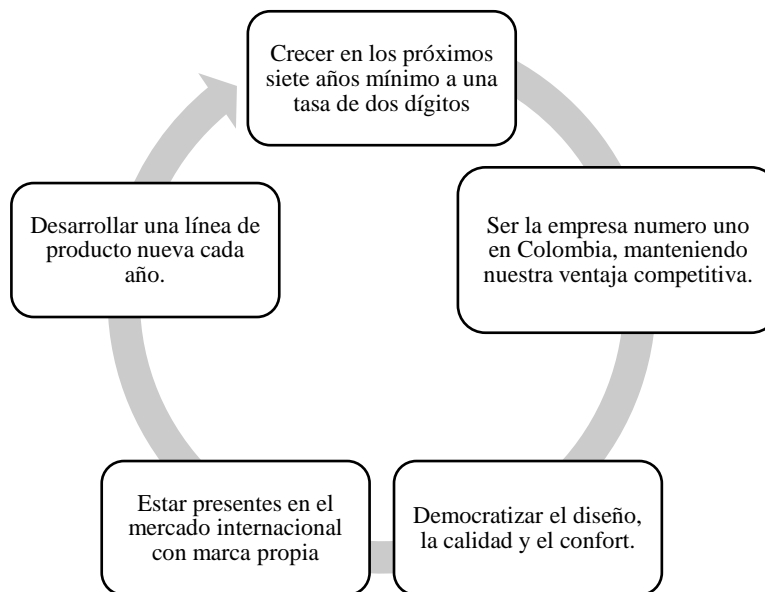 Crecer en los próximos
siete años mínimo a una
tasa de dos dígitos
Ser la empresa numero uno
en Colombia, manteniendo
nuestra ventaja competitiva.
Democratizar el diseño,
la calidad y el confort.
Estar presentes en el
mercado internacional
con marca propia
Desarrollar una línea de
producto nueva cada
año.